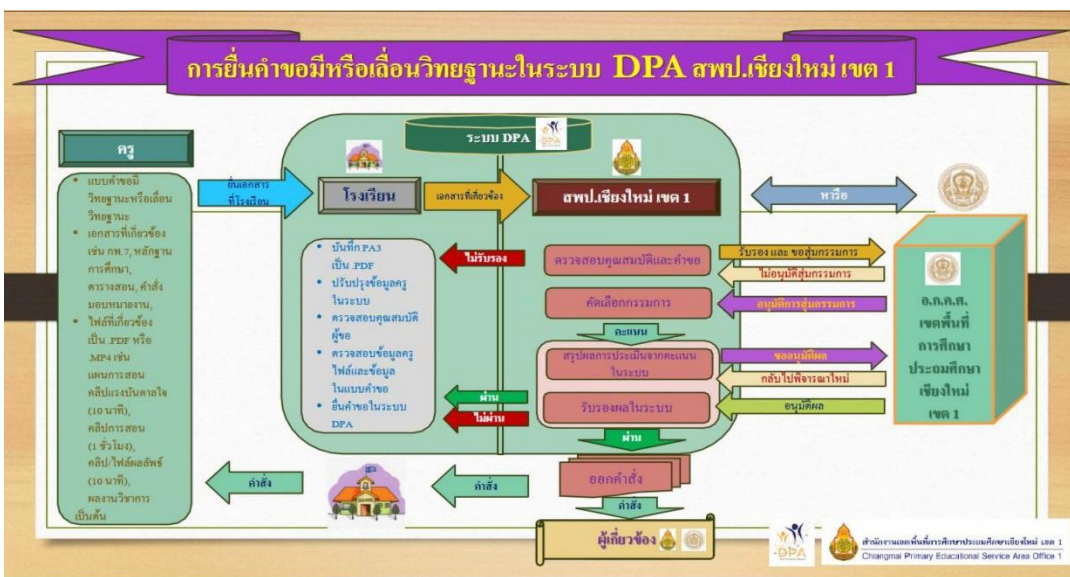 การยื่นคำขอมีหรือเลื่อนวิทยฐานะในระบบ DPA สพป.เชียงใหม่ เขต 1
ระบบ DPA
DPA
ครู
• แบบคำขอมี
วิทยฐานะหรือเลื่อน
วิทยฐานะ
• เอกสารที่เกี่ยวข้อง
เช่น กพ.7, หลักฐาน
การศึกษา,
ตารางสอน, คำสั่ง
มอบหมายงาน,
• ไฟล์ที่เกี่ยวข้อง
เป็น .PDF หรือ
.MP4 เช่น
แผนการสอน
คลิปแรงบันดาลใจ
(10 นาที),
คลิปการสอน
(1 ชั่วโมง),
คลิป/ไฟล์ผลลัพธ์
(10 นาที),
ผลงานวิชาการ
เป็นต้น
ยื่นเอกสาร
ที่โรงเรียน
โรงเรียน
เอกสารที่เกี่ยวข้อง
สพป.เชียงใหม่ เขต 1
หารือ
• บันทึก PA3
เป็น .PDF
• ปรับปรุงข้อมูลครู
ในระบบ
• ตรวจสอบคุณสมบัติ
ผู้ขอ
• ตรวจสอบข้อมูลครู
ไฟล์และข้อมูล
ในแบบคำขอ
• ยื่นคำขอในระบบ
DPA
ไม่รับรอง
ตรวจสอบคุณสมบัติและคำขอ
รับรอง และ ขอสุ่มกรรมการ
ไม่อนุมัติสุ่มกรรมการ
คัดเลือกกรรมการ
อนุมัติการสุ่มกรรมการ
คะแนน
สรุปผลการประเมินจากคะแนน
ในระบบ
ขออนุมัติผล
กลับไปพิจารณาใหม่
ผ่าน
ไม่ผ่าน
รับรองผลในระบบ
อนุมัติผล
อ.ก.ค.ศ.
เขตพื้นที่
การศึกษา
ประถมศึกษา
เชียงใหม่
เขต 1
ผ่าน
ออกคำสั่ง
คำสั่ง
คำสั่ง
คำสั่ง
ผู้เกี่ยวข้อง
DPA
สำนักงานเขตพื้นที่การศึกษาประถมศึกษาเชียงใหม่ เขต 1
Chiangmai Primary Educational Service Area Office 1